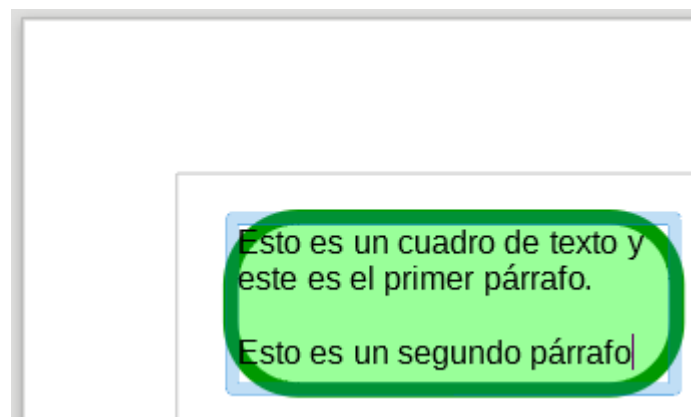 Esto es un cuadro de texto y
este es el primer párrafo.
Esto es un segundo párrafo